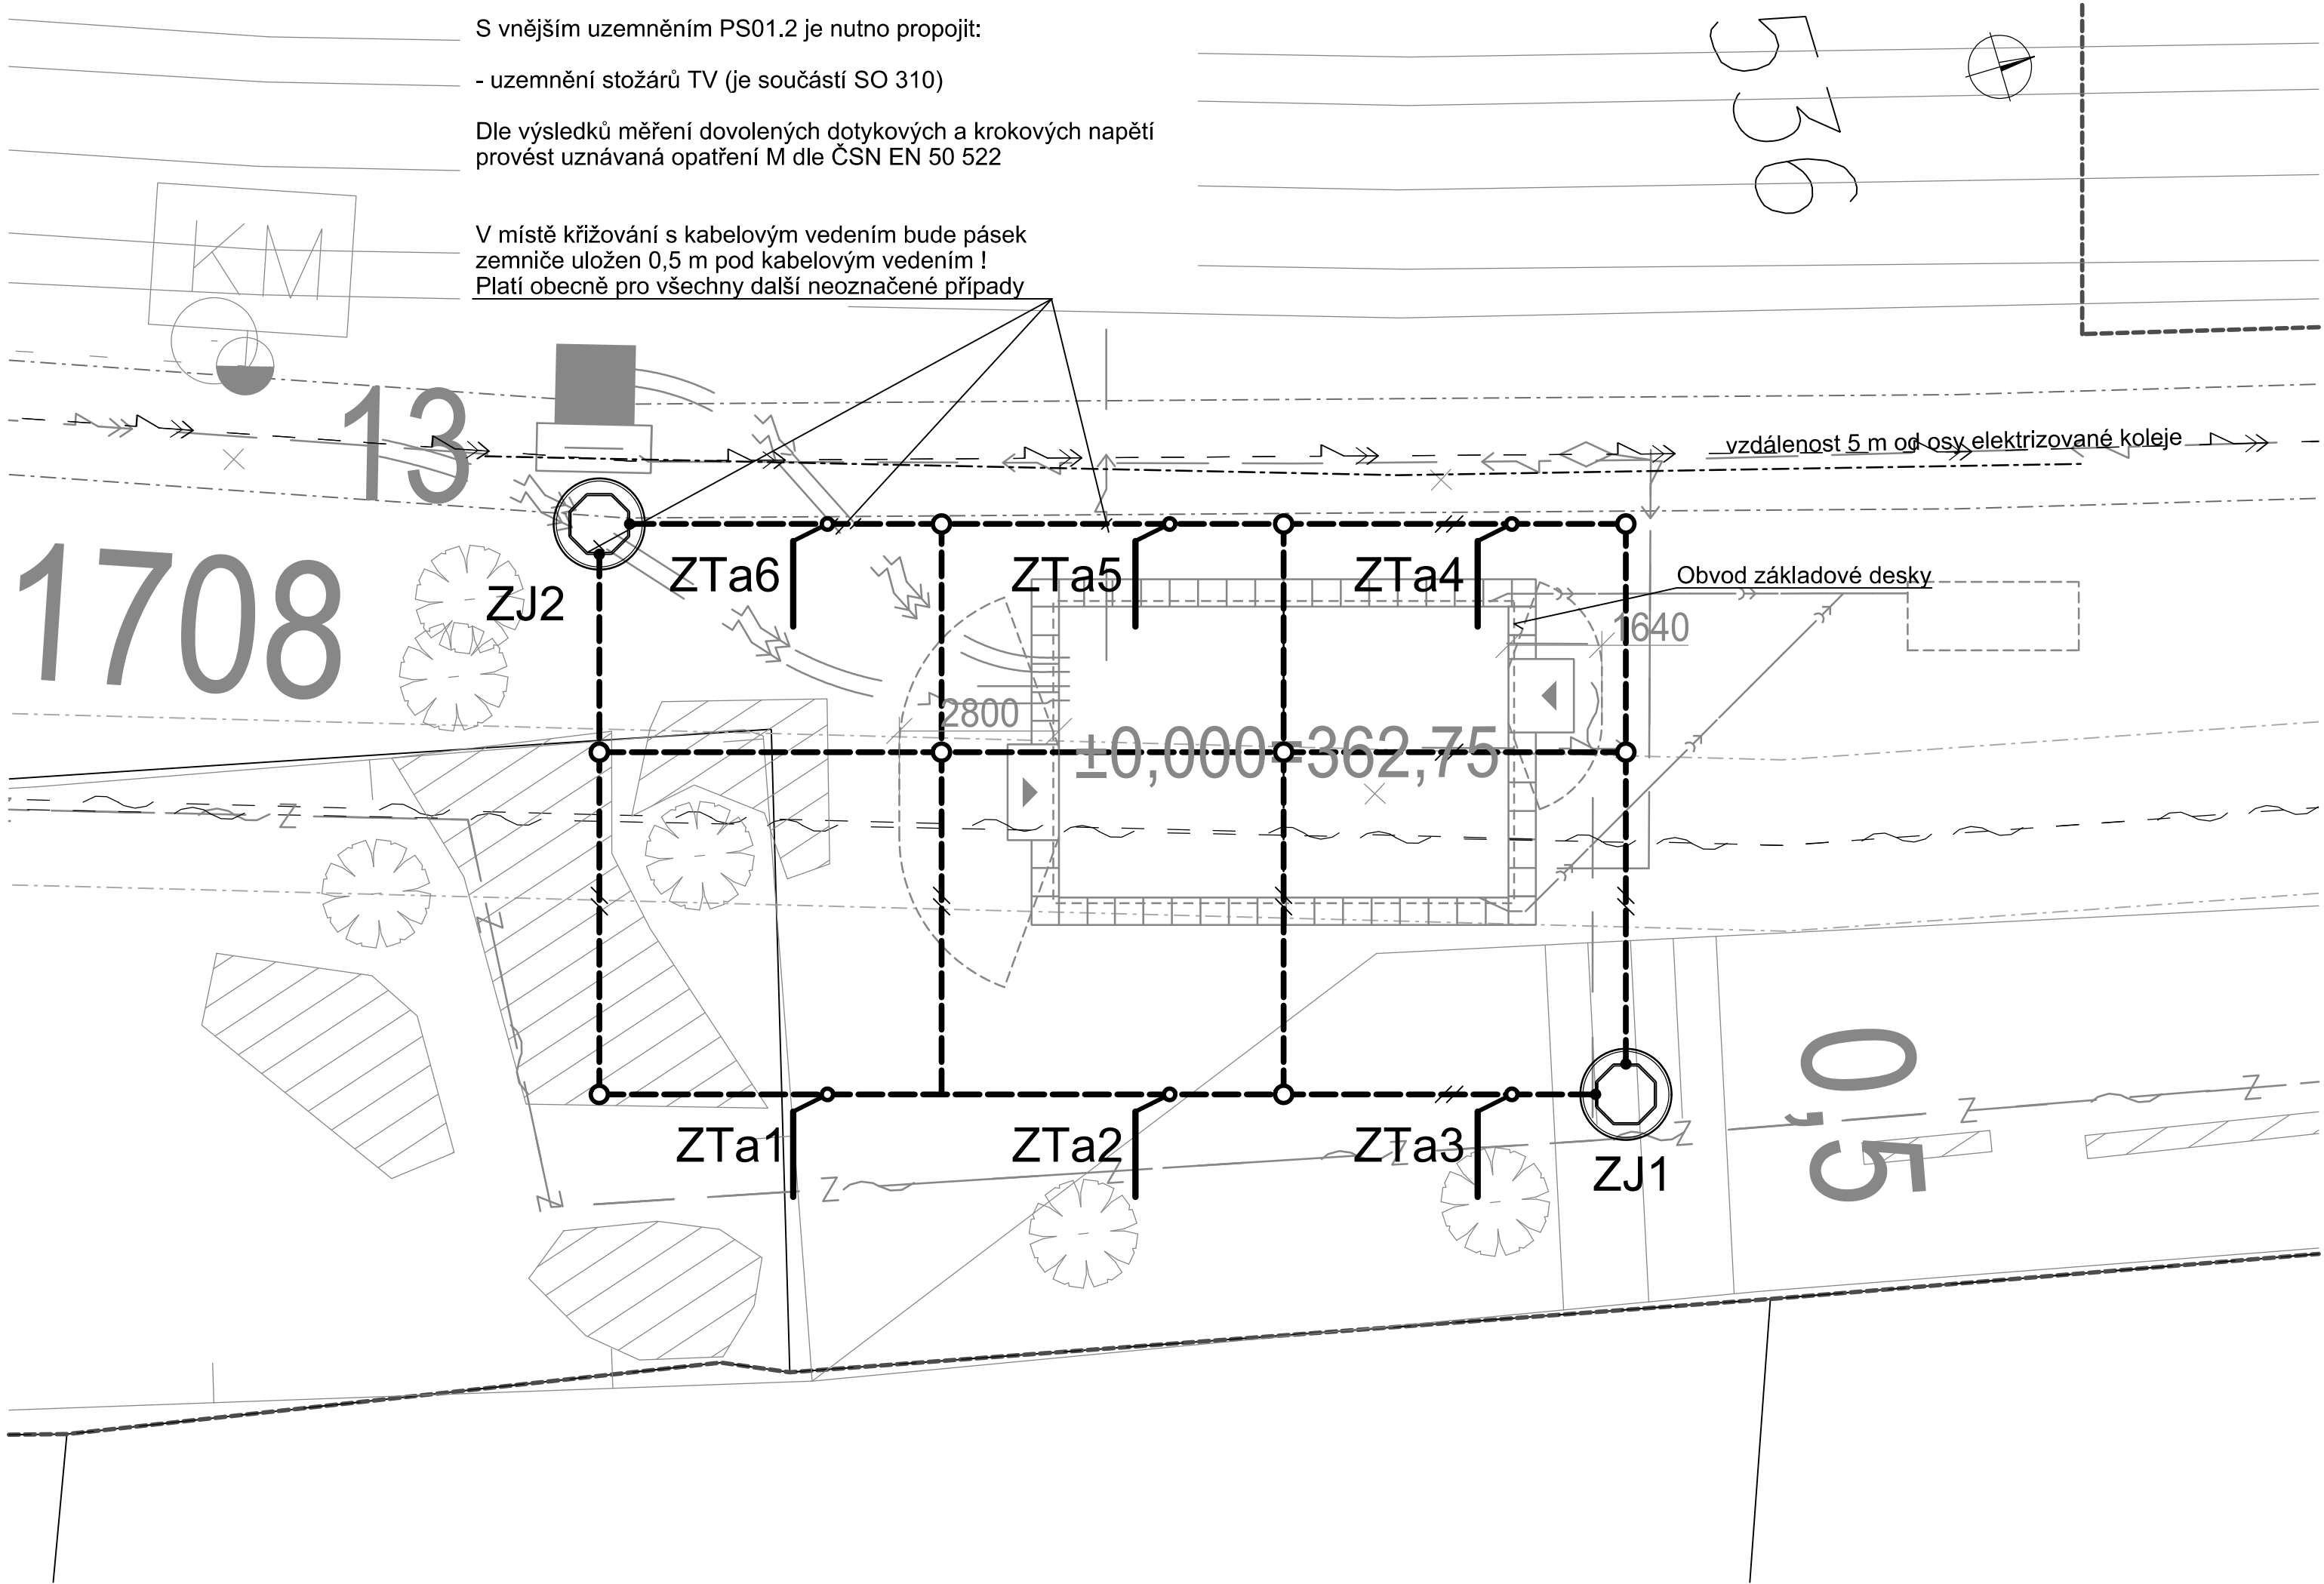 S vnějším uzemněním PS01.2 je nutno propojit:
- uzemnění stožárů TV (je součástí SO 310)
Dle výsledků měření dovolených dotykových a krokových napětí
provést uznávaná opatření M dle ČSN EN 50 522
V místě křižování s kabelovým vedením bude pásek
zemniče uložen 0,5 m pod kabelovým vedením !
Platí obecně pro všechny další neoznačené případy
536
KM
13
vzdálenost 5 m od osy elektrizované koleje
1708
ZJ2
ZTa6
ZTa5
ZTa4
Obvod základové desky
1640
2800
±0,000=362,75
Z
Z
Z
0,5
ZTa1
ZTa2
ZTa3
ZJ1
Z
Z
Z
Z
Z
Z
Z